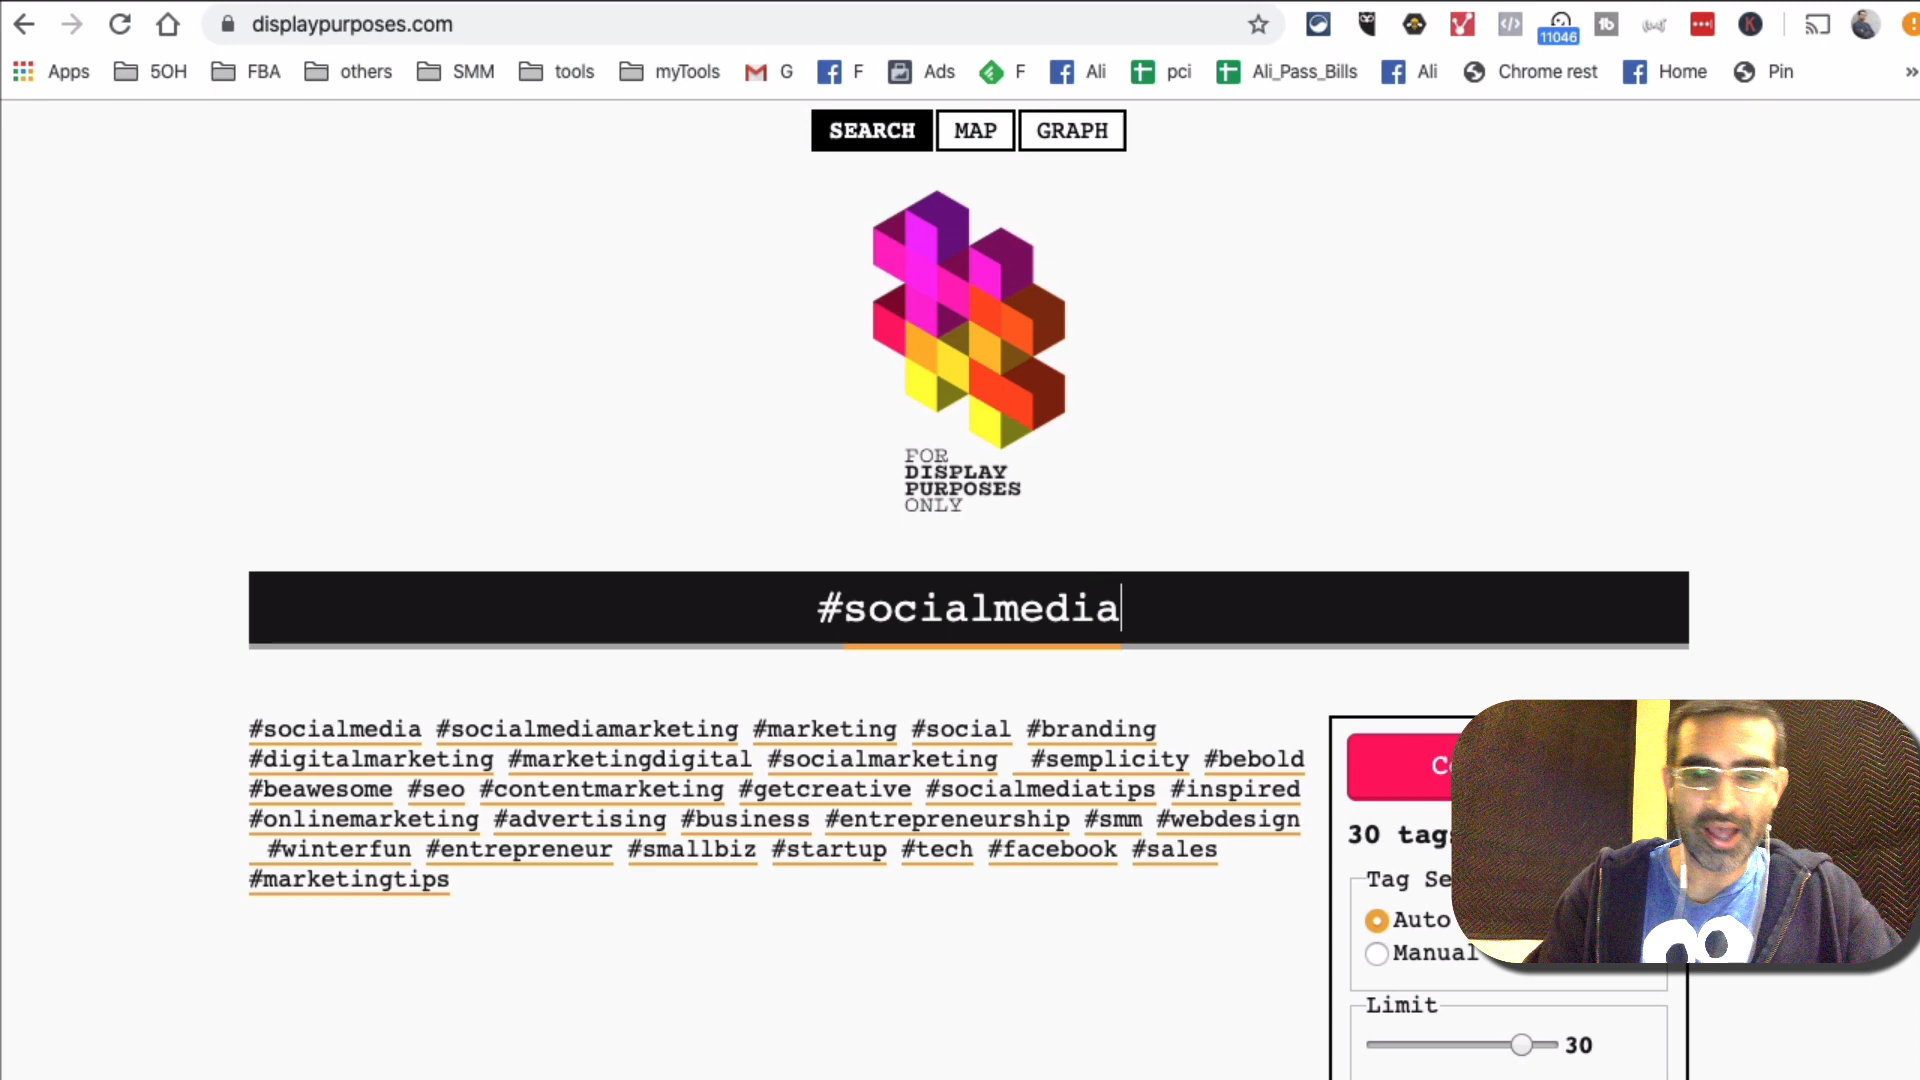 displaypurposes.com
11046
Apps 5OH FBA others SMM tools myTools G F Ads F Ali pci Ali_Pass_Bills Ali Chrome rest Home Pin »
SEARCH MAP GRAPH
FOR
DISPLAY
PURPOSES
ONLY
#socialmedia
#socialmedia #socialmediamarketing #marketing #social #branding
#digitalmarketing #marketingdigital #socialmarketing #semplicity #bebold
#beawesome #seo #contentmarketing #getcreative #socialmediatips #inspired
#onlinemarketing #advertising #business #entrepreneurship #smm #webdesign
#winterfun #entrepreneur #smallbiz #startup #tech #facebook #sales
#marketingtips
30 tags
Tag Se
Auto
Manual
Limit
30